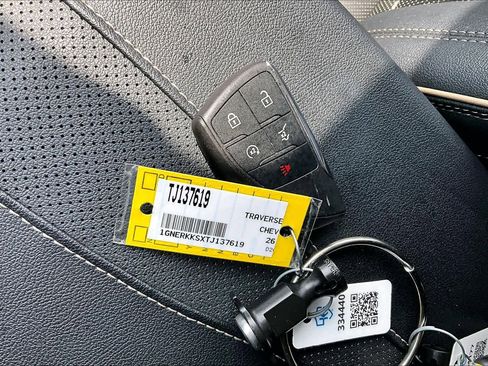 TJ137619
TRAVERSE
CHEV
1GNERKKSXTJ137619
26
334440